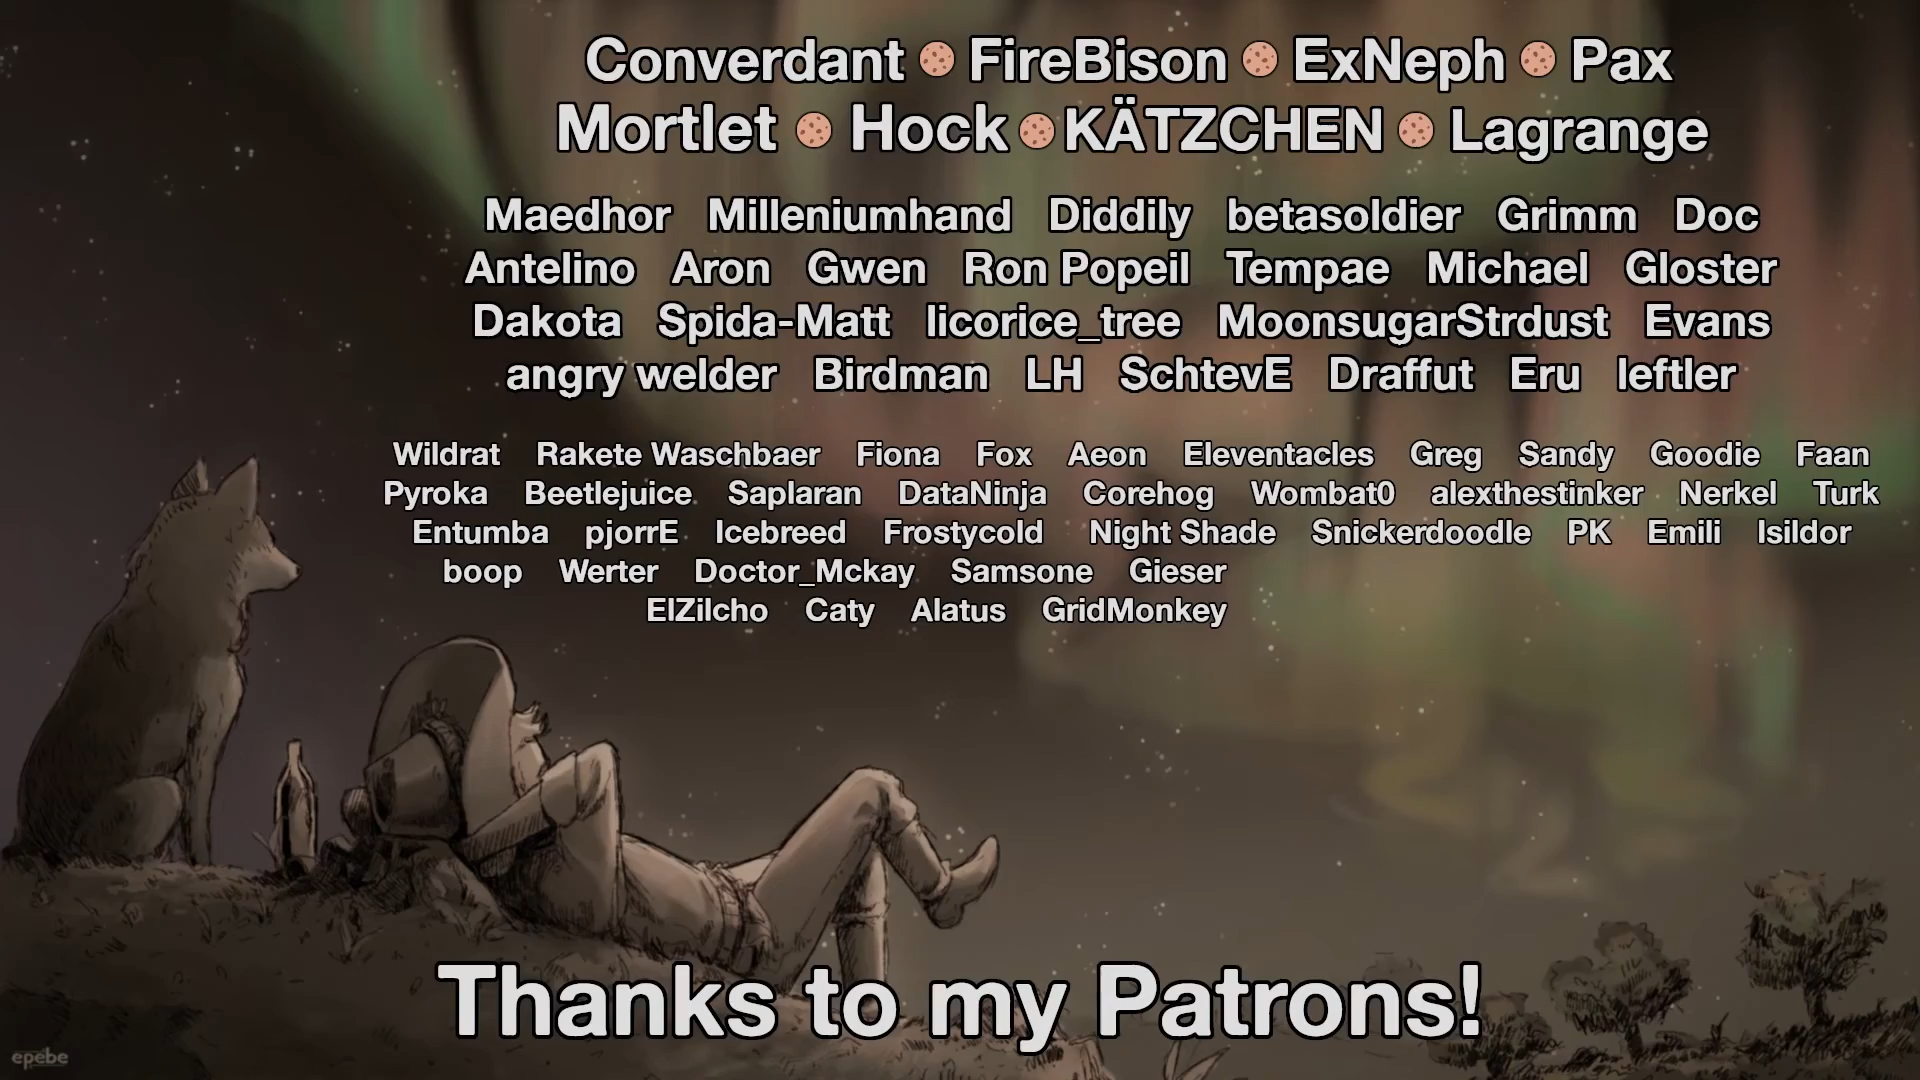 Converdant 🍪 FireBison 🍪 ExNeph 🍪 Pax
Mortlet 🍪 Hock 🍪 KÄTZCHEN 🍪 Lagrange
Maedhor Milleniumhand Diddily betasoldier Grimm Doc
Antelino Aron Gwen Ron Popeil Tempae Michael Gloster
Dakota Spida-Matt licorice_tree MoonsugarStrdust Evans
angry welder Birdman LH SchtevE Draffut Eru leftler
Wildrat Rakete Waschbaer Fiona Fox Aeon Eleventacles Greg Sandy Goodie Faan
Pyroka Beetlejuice Saplaran DataNinja Corehog Wombat0 alexthestinker Nerkel Turk
Entumba pjorrE Icebreed Frostycold Night Shade Snickerdoodle PK Emili Isildor
boop Werter Doctor_Mckay Samsone Gieser
ElZilcho Caty Alatus GridMonkey
Thanks to my Patrons!
epebe